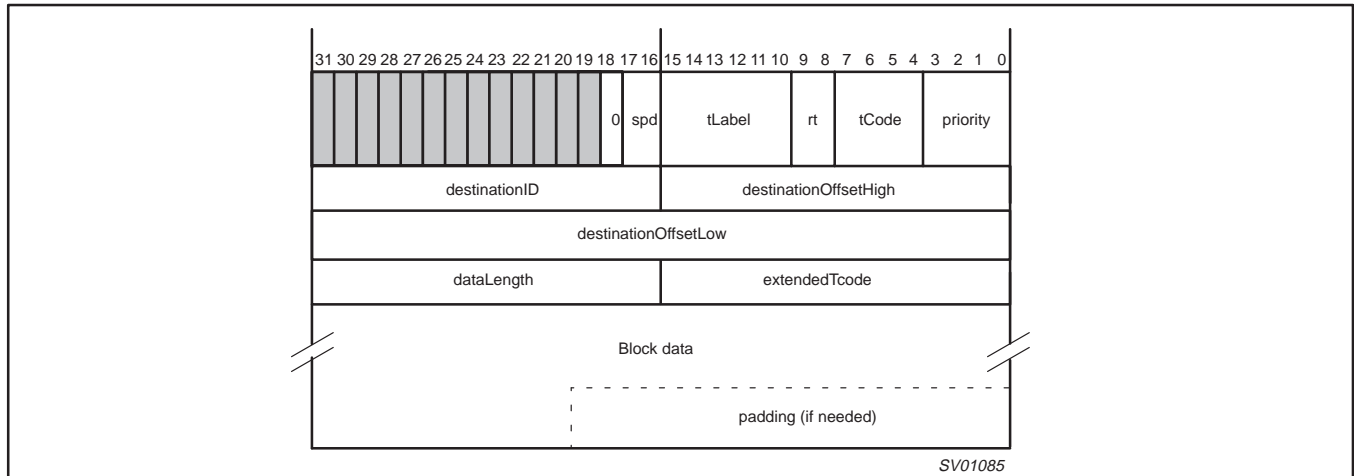 31 30 29 28 27 26 25 24 23 22 21 20 19 18 17 16 15 14 13 12 11 10 9 8 7 6 5 4 3 2 1 0
0 spd tLabel rt tCode priority
destinationID destinationOffsetHigh
destinationOffsetLow
dataLength extendedTcode
Block data
padding (if needed)
SV01085